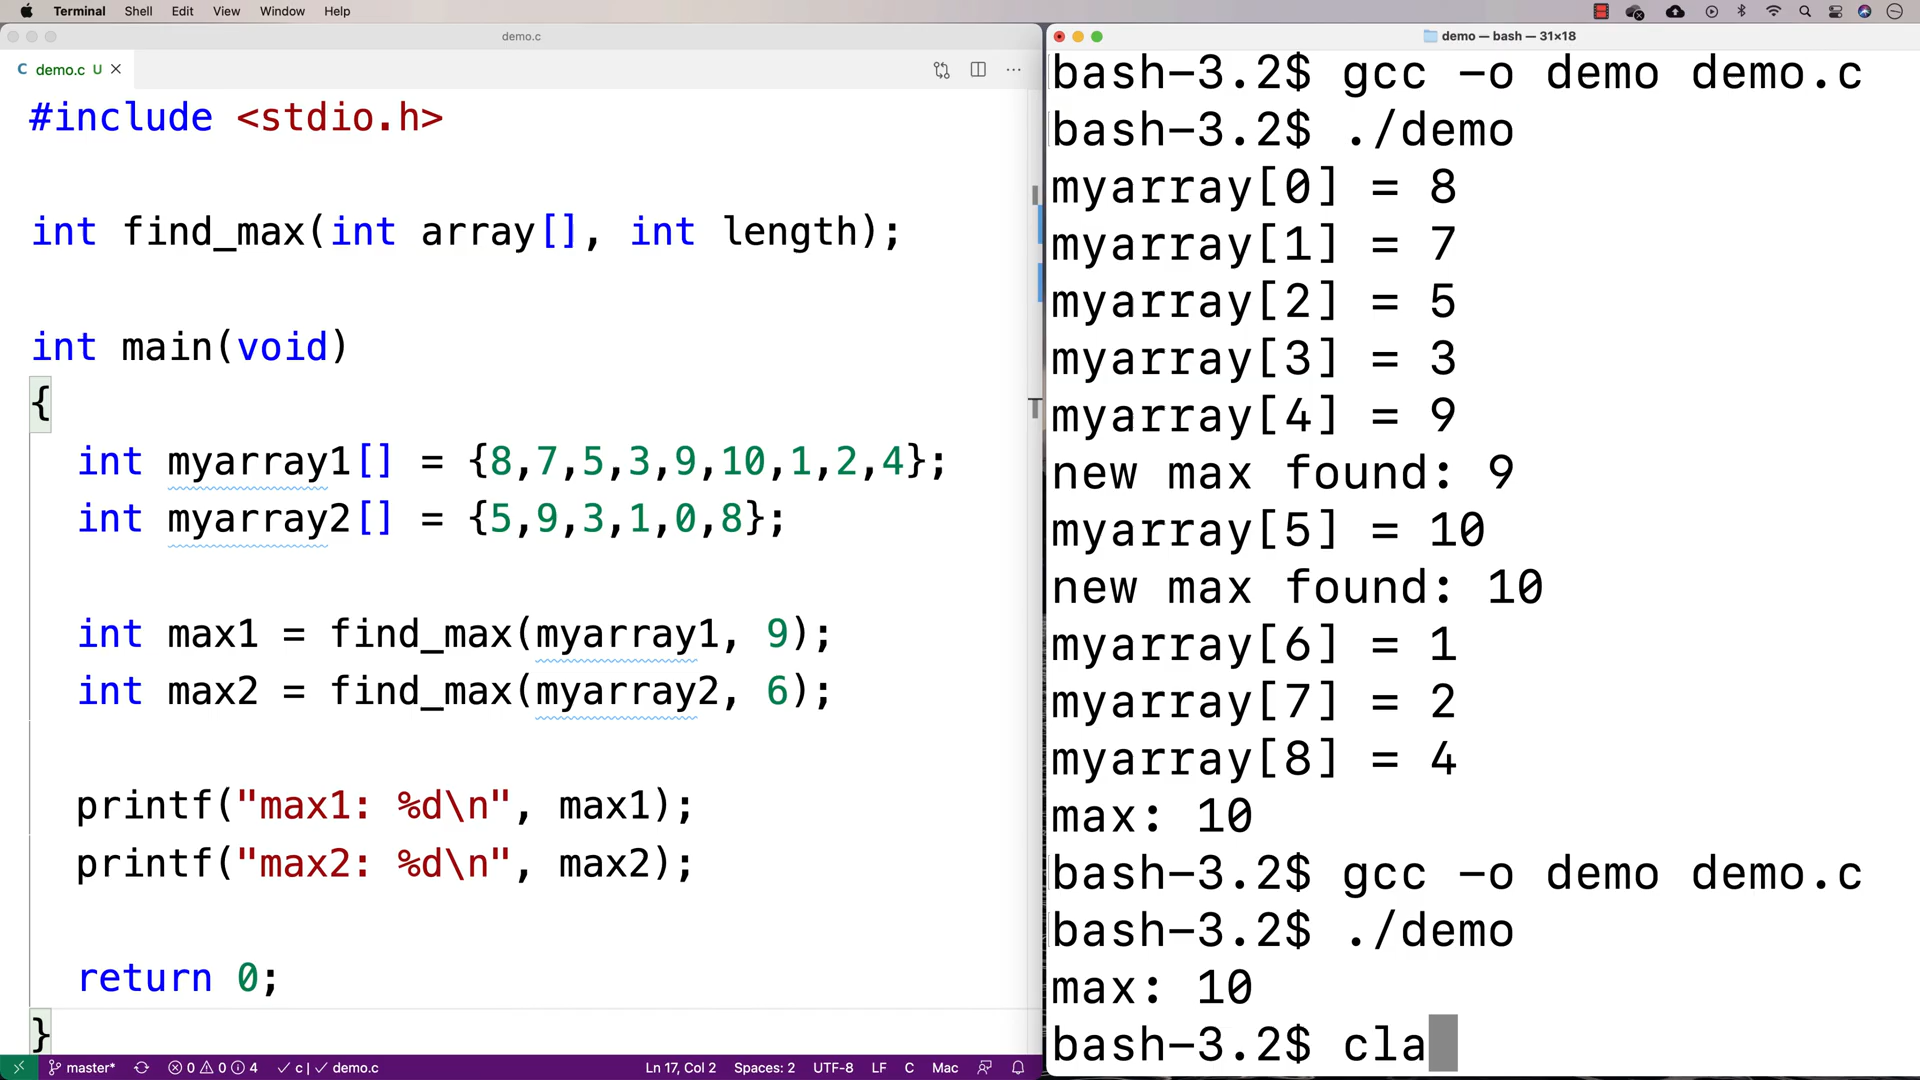 Terminal Shell Edit View Window Help
demo.c
C demo.c U
#include <stdio.h>
int find_max(int array[], int length);
int main(void)
{
int myarray1[] = {8,7,5,3,9,10,1,2,4};
int myarray2[] = {5,9,3,1,0,8};
int max1 = find_max(myarray1, 9);
int max2 = find_max(myarray2, 6);
printf("max1: %d\n", max1);
printf("max2: %d\n", max2);
return 0;
}
master* 0 0 4 c | demo.c Ln 17, Col 2 Spaces: 2 UTF-8 LF C Mac
demo — bash — 31×18
bash-3.2$ gcc -o demo demo.c
bash-3.2$ ./demo
myarray[0] = 8
myarray[1] = 7
myarray[2] = 5
myarray[3] = 3
myarray[4] = 9
new max found: 9
myarray[5] = 10
new max found: 10
myarray[6] = 1
myarray[7] = 2
myarray[8] = 4
max: 10
bash-3.2$ gcc -o demo demo.c
bash-3.2$ ./demo
max: 10
bash-3.2$ cla